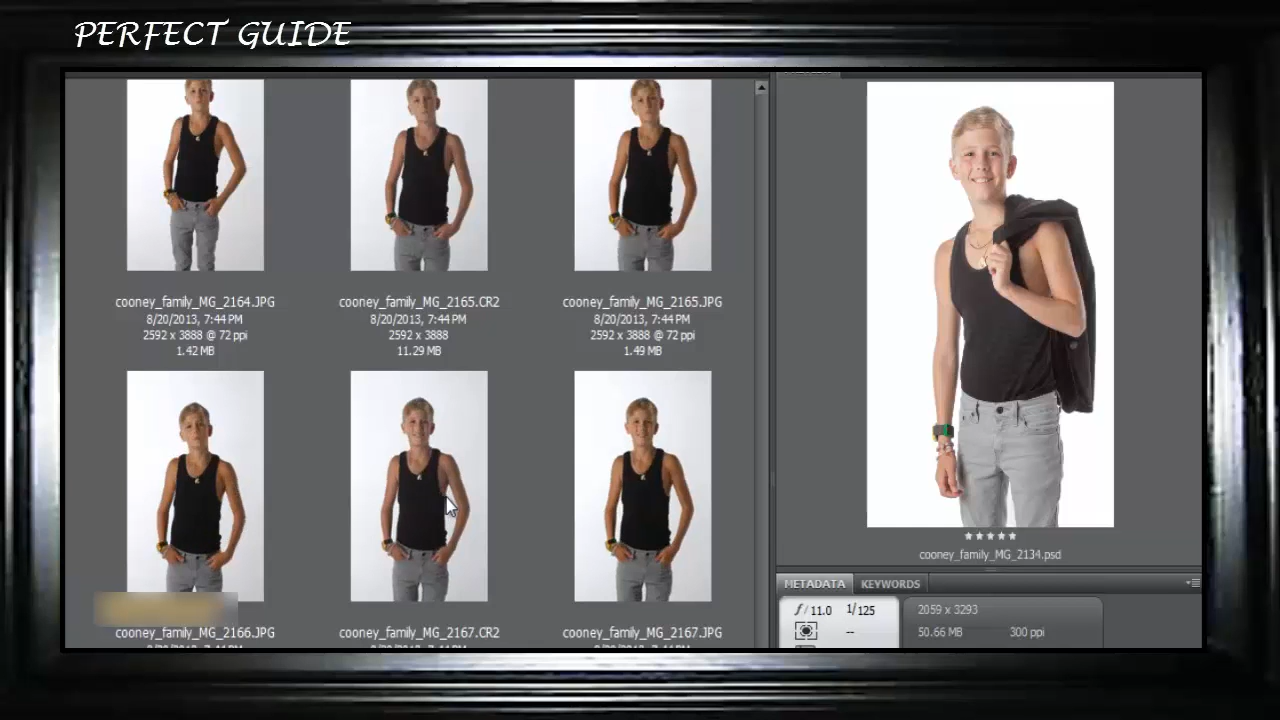 PERFECT GUIDE
cooney_family_MG_2164.JPG
8/20/2013, 7:44 PM
2592 x 3888 @ 72 ppi
1.42 MB
cooney_family_MG_2165.CR2
8/20/2013, 7:44 PM
2592 x 3888
11.29 MB
cooney_family_MG_2165.JPG
8/20/2013, 7:44 PM
2592 x 3888 @ 72 ppi
1.49 MB
cooney_family_MG_2166.JPG
cooney_family_MG_2167.CR2
cooney_family_MG_2167.JPG
cooney_family_MG_2134.psd
METADATA
KEYWORDS
f/11.0 1/125
--
2059 x 3293
50.66 MB 300 ppi